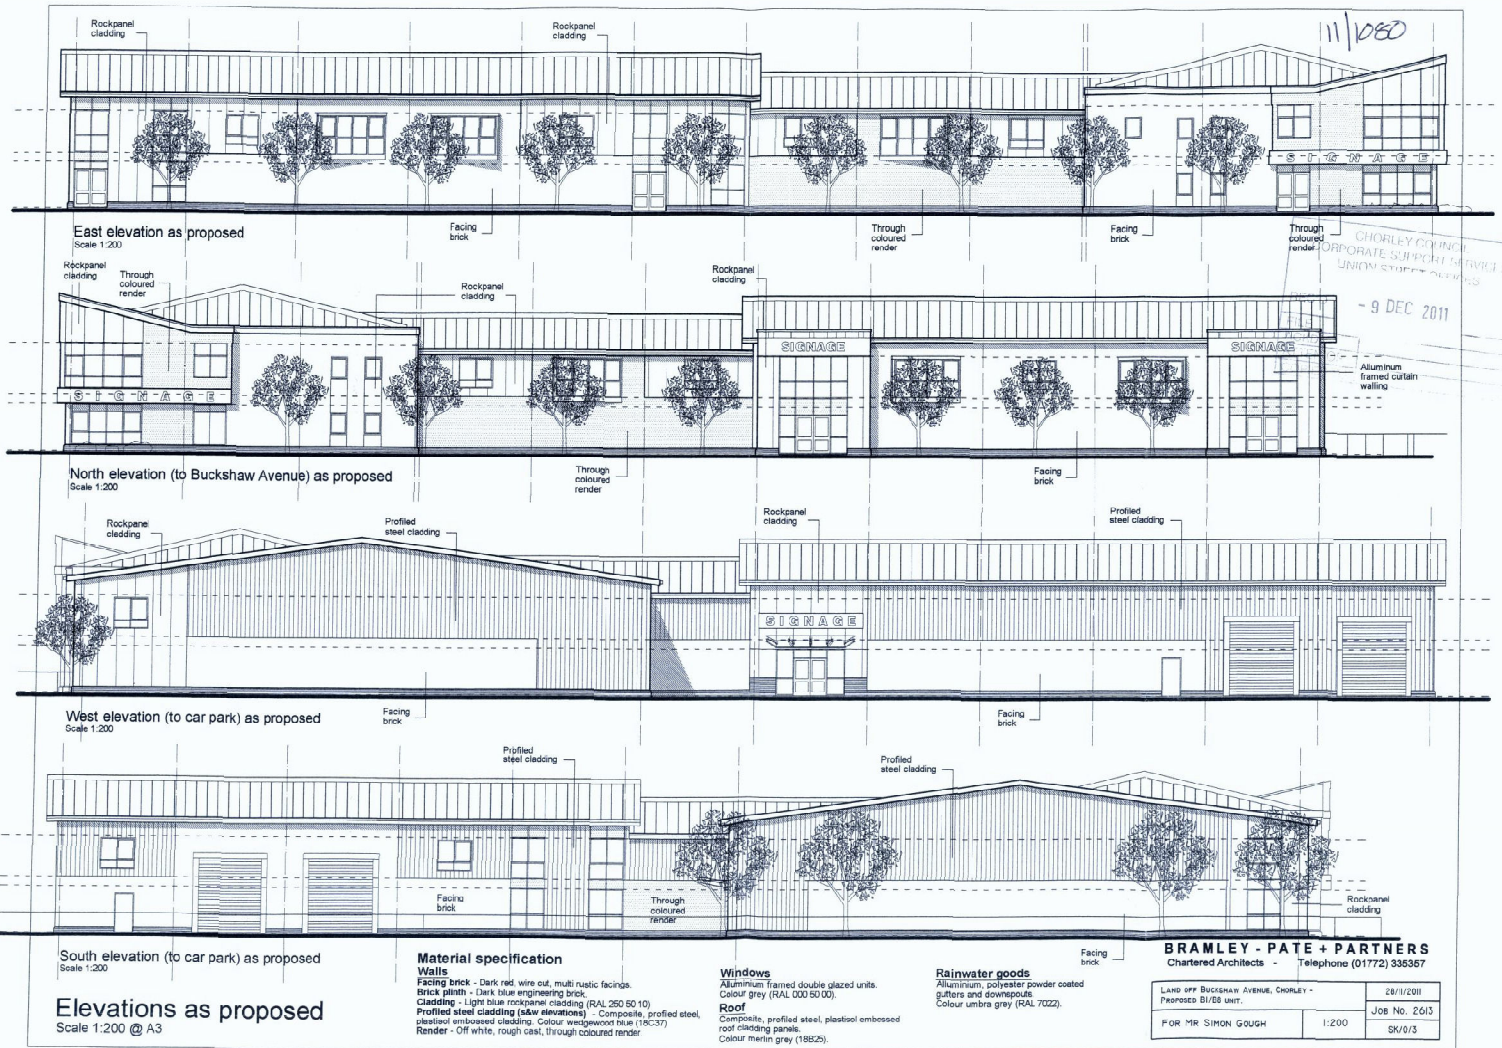 11/1080
Rockpanel
cladding
Rockpanel
cladding
SIGNAGE
East elevation as proposed
Scale 1:200
Facing
brick
Through
coloured
render
Facing
brick
Through
coloured
render
CHORLEY COUNCIL
CORPORATE SUPPORT SERVICES
UNION STREET OFFICES
- 9 DEC 2011
FILE
Rockpanel
cladding
Through
coloured
render
Rockpanel
cladding
Rockpanel
cladding
SIGNAGE
SIGNAGE
SIGNAGE
Aluminum
framed curtain
walling
North elevation (to Buckshaw Avenue) as proposed
Scale 1:200
Through
coloured
render
Facing
brick
Rockpanel
cladding
Profiled
steel cladding
Rockpanel
cladding
Profiled
steel cladding
SIGNAGE
West elevation (to car park) as proposed
Scale 1:200
Facing
brick
Facing
brick
Profiled
steel cladding
Profiled
steel cladding
Facing
brick
Through
coloured
render
Rockpanel
cladding
Facing
brick
South elevation (to car park) as proposed
Scale 1:200
Elevations as proposed
Scale 1:200 @ A3
Material specification
Walls
Facing brick - Dark red, wire cut, multi rustic facings.
Brick plinth - Dark blue engineering brick.
Cladding - Light blue rockpanel cladding (RAL 260 50 10)
Profiled steel cladding (s&w elevations) - Composite, profiled steel,
plastisol embossed cladding. Colour wedgewood blue (18C37)
Render - Off white, rough cast, through coloured render
Windows
Aluminium framed double glazed units.
Colour grey (RAL 000 50 00).
Roof
Composite, profiled steel, plastisol embossed
roof cladding panels.
Colour merlin grey (18B25).
Rainwater goods
Aluminium, polyester powder coated
gutters and downspouts.
Colour umbra grey (RAL 7022).
BRAMLEY - PATE + PARTNERS
Chartered Architects - Telephone (01772) 335357
LAND OFF BUCKSHAW AVENUE, CHORLEY -
PROPOSED B1/B8 UNIT.
28/11/2011
JOB NO. 2613
FOR MR SIMON GOUGH
1:200
SK/0/3